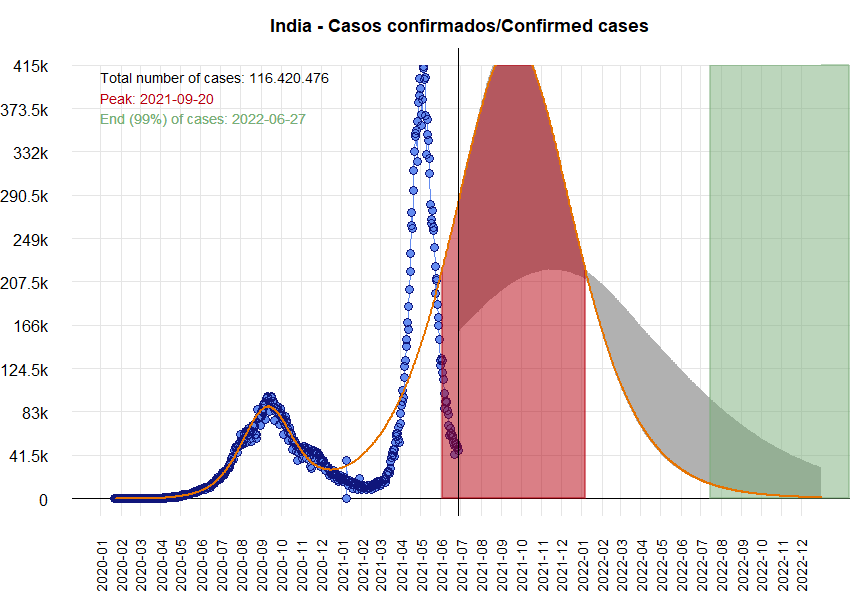 India - Casos confirmados/Confirmed cases
415k
Total number of cases: 116.420.476
Peak: 2021-09-20
373.5k
End (99%) of cases: 2022-06-27
332k
290.5k
249k
207.5k
166k
124.5k
83k
41.5k
0
2020-01
2020-02
2020-03
2020-04
2020-05
2020-06
2020-07
2020-08
2020-09
2020-10
2020-11
2020-12
2021-01
2021-02
2021-03
2021-04
2021-05
2021-06
2021-07
2021-08
2021-09
2021-10
2021-11
2021-12
2022-01
2022-02
2022-03
2022-04
2022-05
2022-06
2022-07
2022-08
2022-09
2022-10
2022-11
2022-12